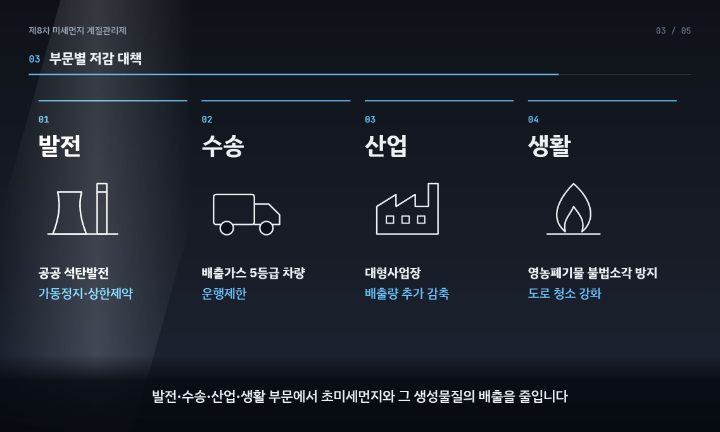 제8차 미세먼지 계절관리제
03 / 05
03 부문별 저감 대책
01
발전
공공 석탄발전
가동정지·상한제약
02
수송
배출가스 5등급 차량
운행제한
03
산업
대형사업장
배출량 추가 감축
04
생활
영농폐기물 불법소각 방지
도로 청소 강화
발전·수송·산업·생활 부문에서 초미세먼지와 그 생성물질의 배출을 줄입니다